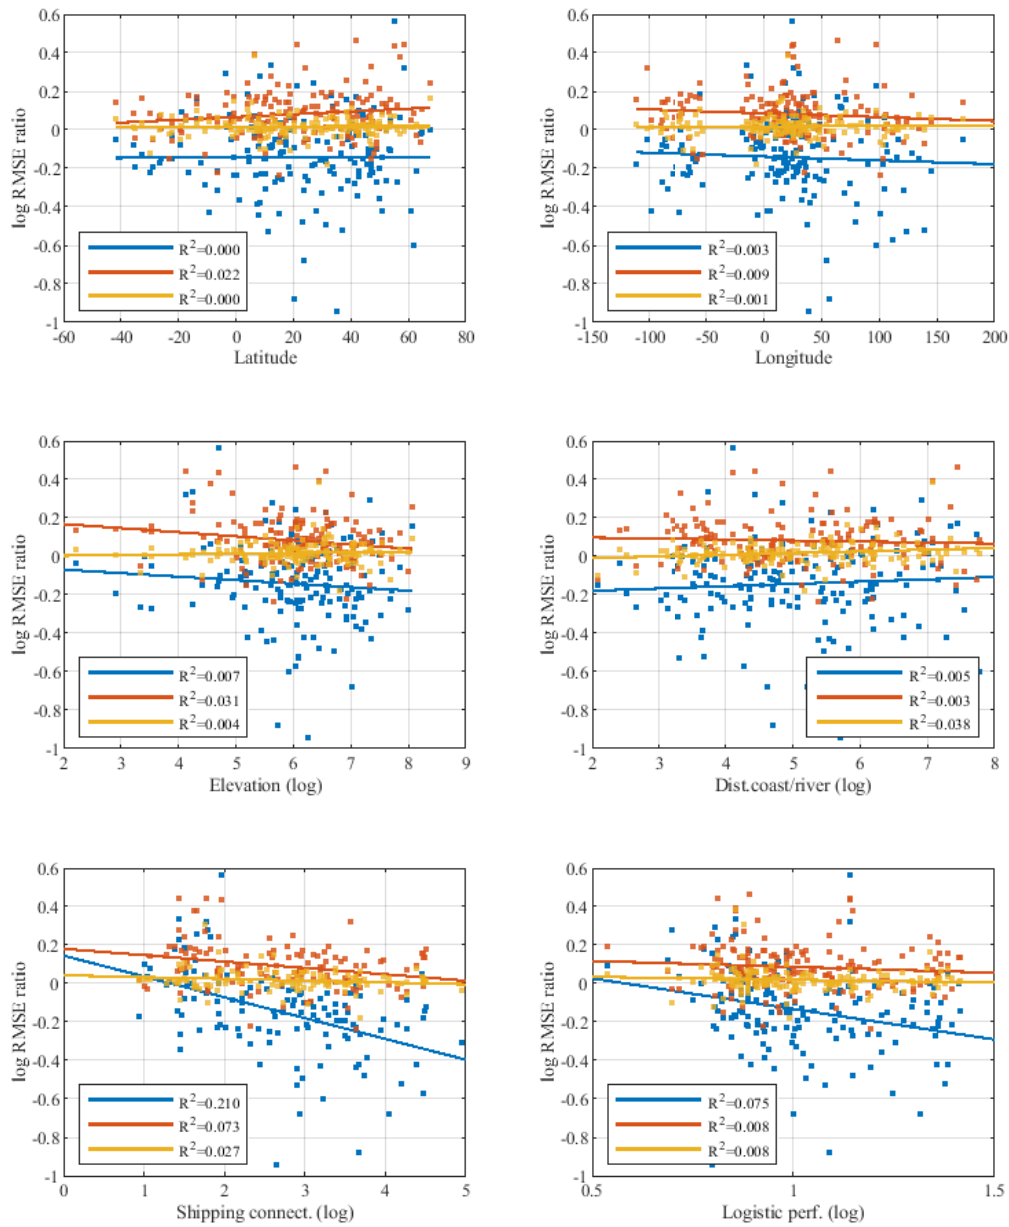 0.6
0.4
0.2
0
-0.2
-0.4
-0.6
-0.8
-1
log RMSE ratio
R²=0.000
R²=0.022
R²=0.000
-60 -40 -20 0 20 40 60 80
Latitude
0.6
0.4
0.2
0
-0.2
-0.4
-0.6
-0.8
-1
log RMSE ratio
R²=0.003
R²=0.009
R²=0.001
-150 -100 -50 0 50 100 150 200
Longitude
0.6
0.4
0.2
0
-0.2
-0.4
-0.6
-0.8
-1
log RMSE ratio
R²=0.007
R²=0.031
R²=0.004
2 3 4 5 6 7 8 9
Elevation (log)
0.6
0.4
0.2
0
-0.2
-0.4
-0.6
-0.8
-1
log RMSE ratio
R²=0.005
R²=0.003
R²=0.038
2 3 4 5 6 7 8
Dist.coast/river (log)
0.6
0.4
0.2
0
-0.2
-0.4
-0.6
-0.8
-1
log RMSE ratio
R²=0.210
R²=0.073
R²=0.027
0 1 2 3 4 5
Shipping connect. (log)
0.6
0.4
0.2
0
-0.2
-0.4
-0.6
-0.8
-1
log RMSE ratio
R²=0.075
R²=0.008
R²=0.008
0.5 1 1.5
Logistic perf. (log)